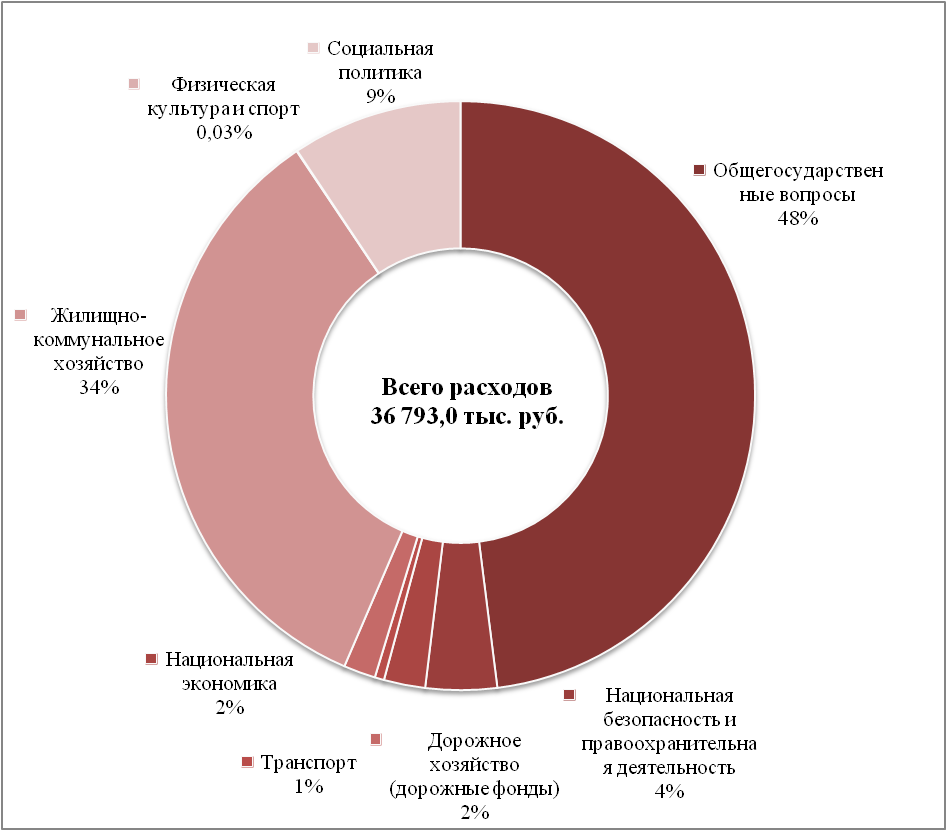 Социальная
политика
9%
Физическая
культура и спорт
0,03%
Общегосударствен
ные вопросы
48%
Жилищно-
коммунальное
хозяйство
34%
Всего расходов
36 793,0 тыс. руб.
Национальная
экономика
2%
Транспорт
1%
Дорожное
хозяйство
(дорожные фонды)
2%
Национальная
безопасность и
правоохранительна
я деятельность
4%